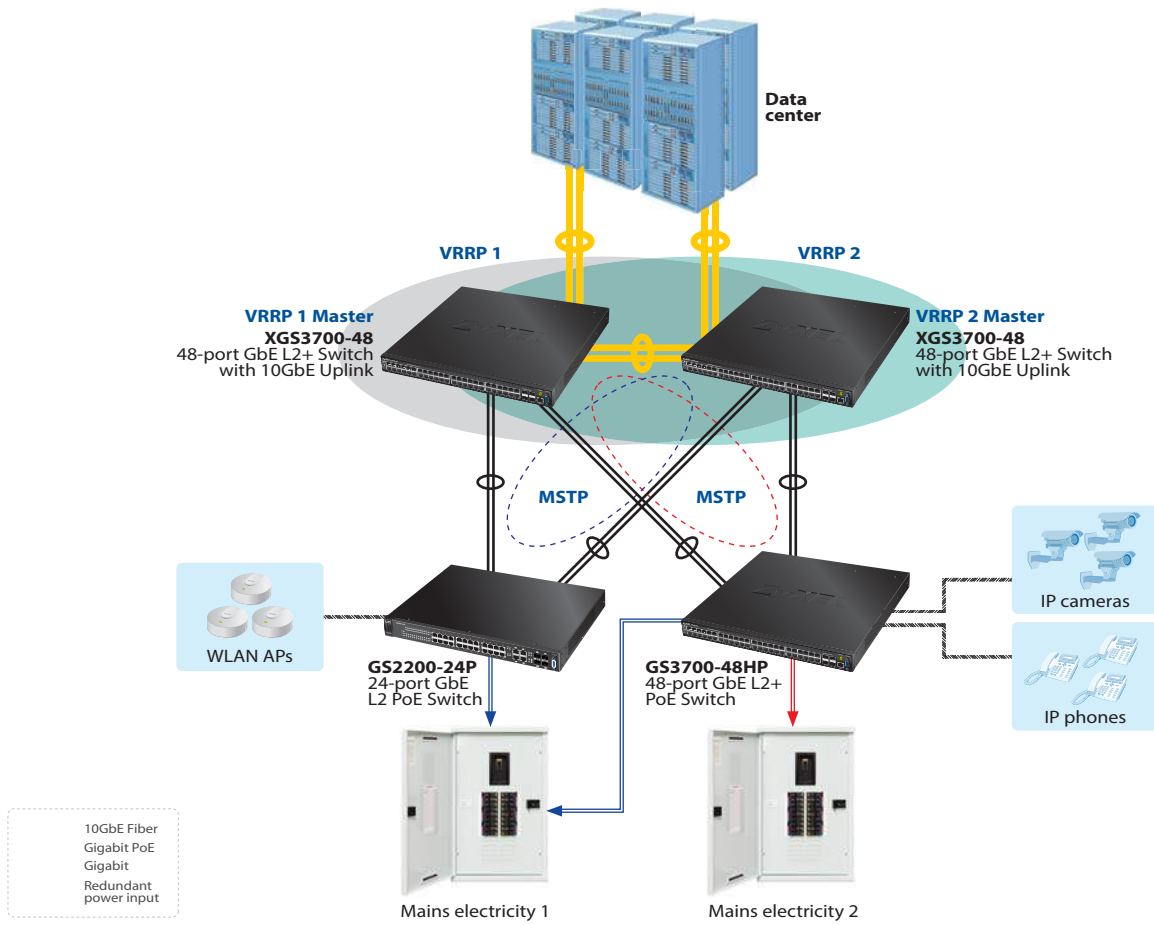 Data
center
VRRP 1
VRRP 2
VRRP 1 Master
XGS3700-48
48-port GbE L2+ Switch
with 10GbE Uplink
VRRP 2 Master
XGS3700-48
48-port GbE L2+ Switch
with 10GbE Uplink
MSTP
MSTP
WLAN APs
IP cameras
IP phones
GS2200-24P
24-port GbE
L2 PoE Switch
GS3700-48HP
48-port GbE L2+
PoE Switch
10GbE Fiber
Gigabit PoE
Gigabit
Redundant
power input
Mains electricity 1
Mains electricity 2